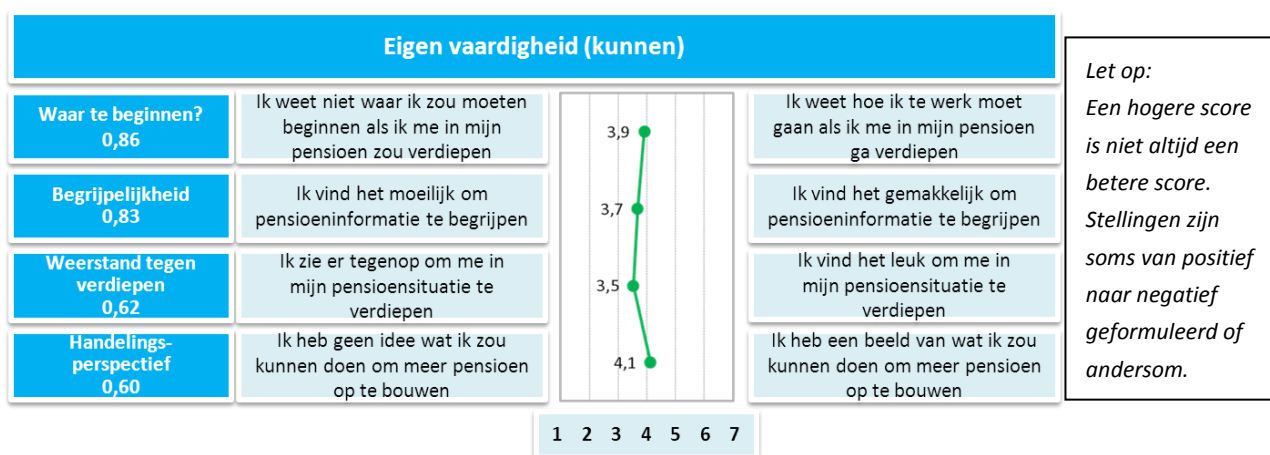 Eigen vaardigheid (kunnen)
Waar te beginnen?
0,86
Ik weet niet waar ik zou moeten
beginnen als ik me in mijn
pensioen zou verdiepen
3,9
Ik weet hoe ik te werk moet
gaan als ik me in mijn pensioen
ga verdiepen
Begrijpelijkheid
0,83
Ik vind het moeilijk om
pensioeninformatie te begrijpen
3,7
Ik vind het gemakkelijk om
pensioeninformatie te begrijpen
Weerstand tegen
verdiepen
0,62
Ik zie er tegenop om me in
mijn pensioensituatie te
verdiepen
3,5
Ik vind het leuk om me in
mijn pensioensituatie te
verdiepen
Handelings-
perspectief
0,60
Ik heb geen idee wat ik zou
kunnen doen om meer pensioen
op te bouwen
4,1
Ik heb een beeld van wat ik zou
kunnen doen om meer pensioen
op te bouwen
1 2 3 4 5 6 7
Let op:
Een hogere score
is niet altijd een
betere score.
Stellingen zijn
soms van positief
naar negatief
geformuleerd of
andersom.